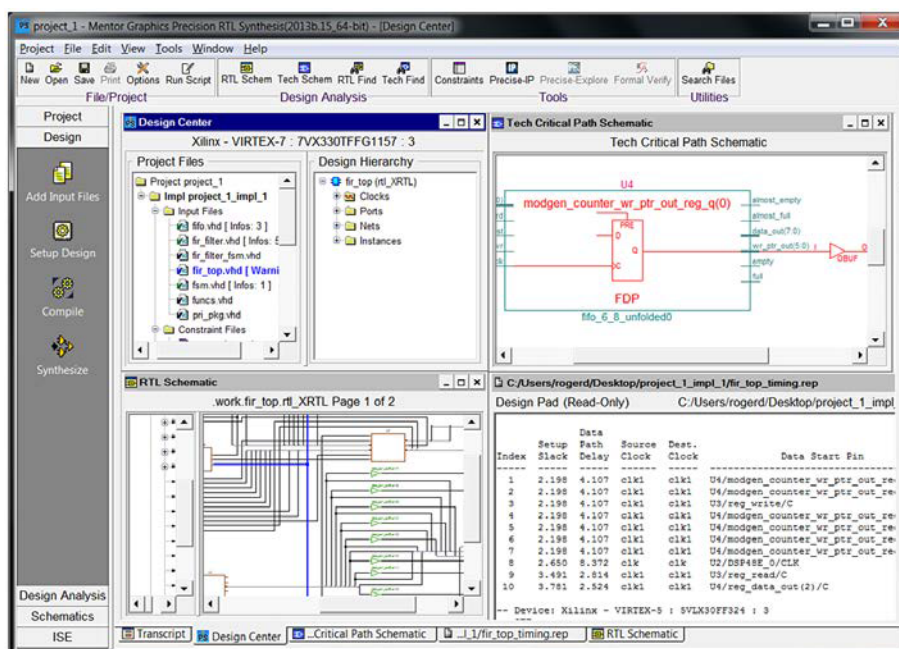 project_1 - Mentor Graphics Precision RTL Synthesis(2013b.15_64-bit) - [Design Center]
Project File Edit View Tools Window Help
New Open Save Print Options Run Script RTL Schem Tech Schem RTL Find Tech Find Constraints Precise-IP Precise-Explore Formal Verify Search Files
File/Project Design Analysis Tools Utilities
Project
Design
Add Input Files
Setup Design
Compile
Synthesize
Design Analysis
Schematics
ISE
Design Center
Xilinx - VIRTEX-7 : 7VX330TFFG1157 : 3
Project Files
Project project_1
Impl project_1_impl_1
Input Files
fifo.vhd [ Infos: 3 ]
fir_filter.vhd [ Infos: 5
fir_filter_fsm.vhd
fir_top.vhd [ Warni
fsm.vhd [ Infos: 1 ]
funcs.vhd
pri_pkg.vhd
Constraint Files
Design Hierarchy
fir_top (rtl_XRTL)
Clocks
Ports
Nets
Instances
Tech Critical Path Schematic
Tech Critical Path Schematic
U4
modgen_counter_wr_ptr_out_reg_q(0)
PRE
D
Q
C
FDP
fifo_6_8_unfolded0
almost_empty
almost_full
data_out(7:0)
wr_ptr_out(5:0)
empty
full
I
O
OBUF
RTL Schematic
.work.fir_top.rtl_XRTL Page 1 of 2
C:/Users/rogerd/Desktop/project_1_impl_1/fir_top_timing.rep
Design Pad (Read-Only) C:/Users/rogerd/Desktop/project_1_impl
Data
Setup Path Source Dest.
Index Slack Delay Clock Clock Data Start Pin
1 2.198 4.107 clk1 clk1 U4/modgen_counter_wr_ptr_out_re
2 2.198 4.107 clk1 clk1 U4/modgen_counter_wr_ptr_out_re
3 2.198 4.107 clk1 clk1 U3/reg_write/C
4 2.198 4.107 clk1 clk1 U4/modgen_counter_wr_ptr_out_re
5 2.198 4.107 clk1 clk1 U4/modgen_counter_wr_ptr_out_re
6 2.198 4.107 clk1 clk1 U4/modgen_counter_wr_ptr_out_re
7 2.198 4.107 clk1 clk1 U4/modgen_counter_wr_ptr_out_re
8 2.650 8.372 clk clk U2/DSP48E_0/CLK
9 3.491 2.814 clk1 clk1 U3/reg_read/C
10 3.781 2.524 clk1 clk1 U4/reg_data_out(2)/C
-- Device: Xilinx - VIRTEX-5 : 5VLX30FF324 : 3
Transcript Design Center ...Critical Path Schematic ...l_1/fir_top_timing.rep RTL Schematic